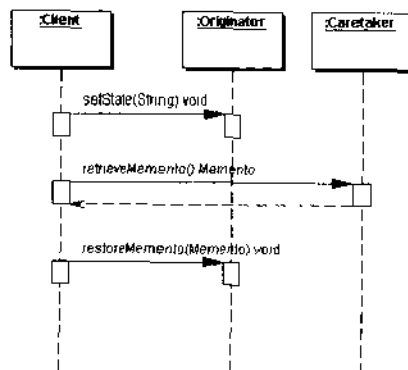 :Client
:Originator
:Caretaker
setState(String) void
retrieveMemento() Memento
restoreMemento(Memento) void